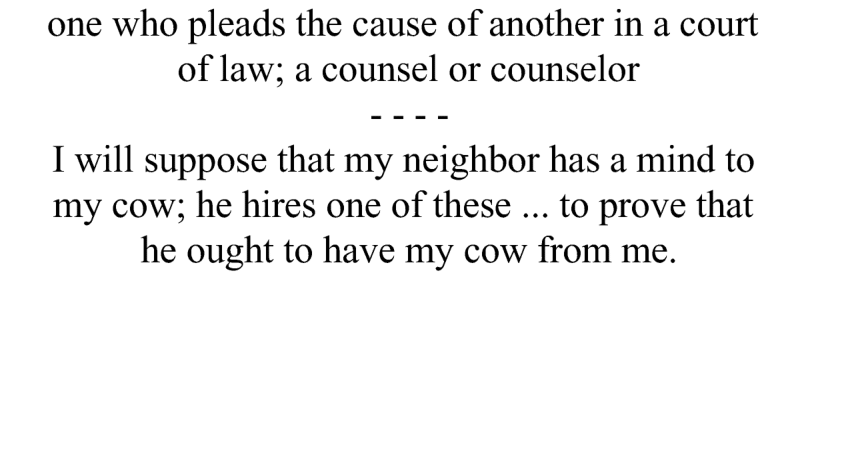 one who pleads the cause of another in a court
of law; a counsel or counselor
- - - -
I will suppose that my neighbor has a mind to
my cow; he hires one of these ... to prove that
he ought to have my cow from me.